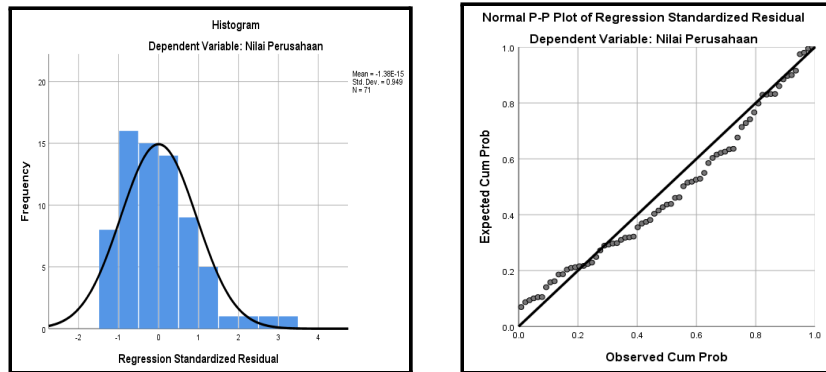 Histogram
Dependent Variable: Nilai Perusahaan
Mean = -1.38E-15
Std. Dev. = 0.949
N = 71
20
15
10
5
0
Frequency
-2 -1 0 1 2 3 4
Regression Standardized Residual
Normal P-P Plot of Regression Standardized Residual
Dependent Variable: Nilai Perusahaan
1.0
0.8
0.6
0.4
0.2
0.0
Expected Cum Prob
0.0 0.2 0.4 0.6 0.8 1.0
Observed Cum Prob